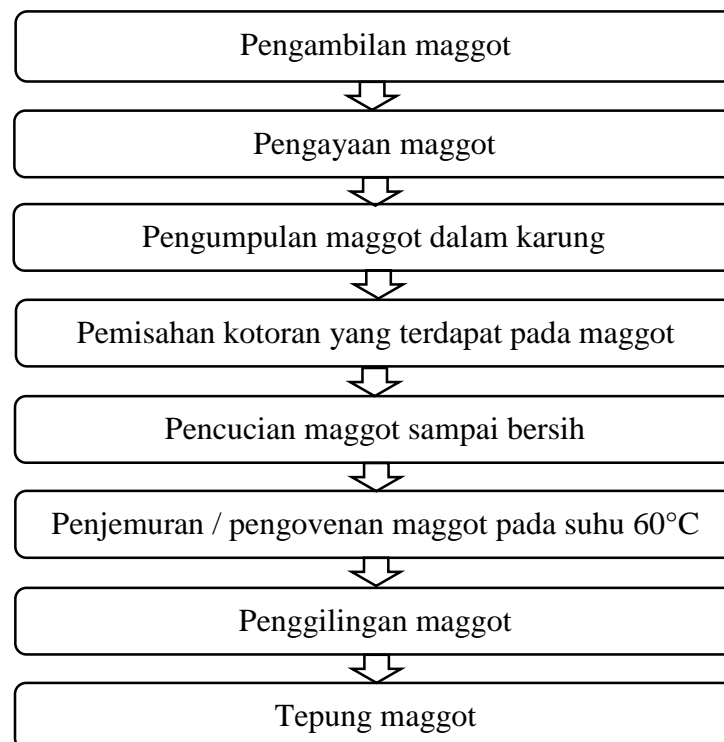 Pengambilan maggot
Pengayaan maggot
Pengumpulan maggot dalam karung
Pemisahan kotoran yang terdapat pada maggot
Pencucian maggot sampai bersih
Penjemuran / pengovenan maggot pada suhu 60°C
Penggilingan maggot
Tepung maggot